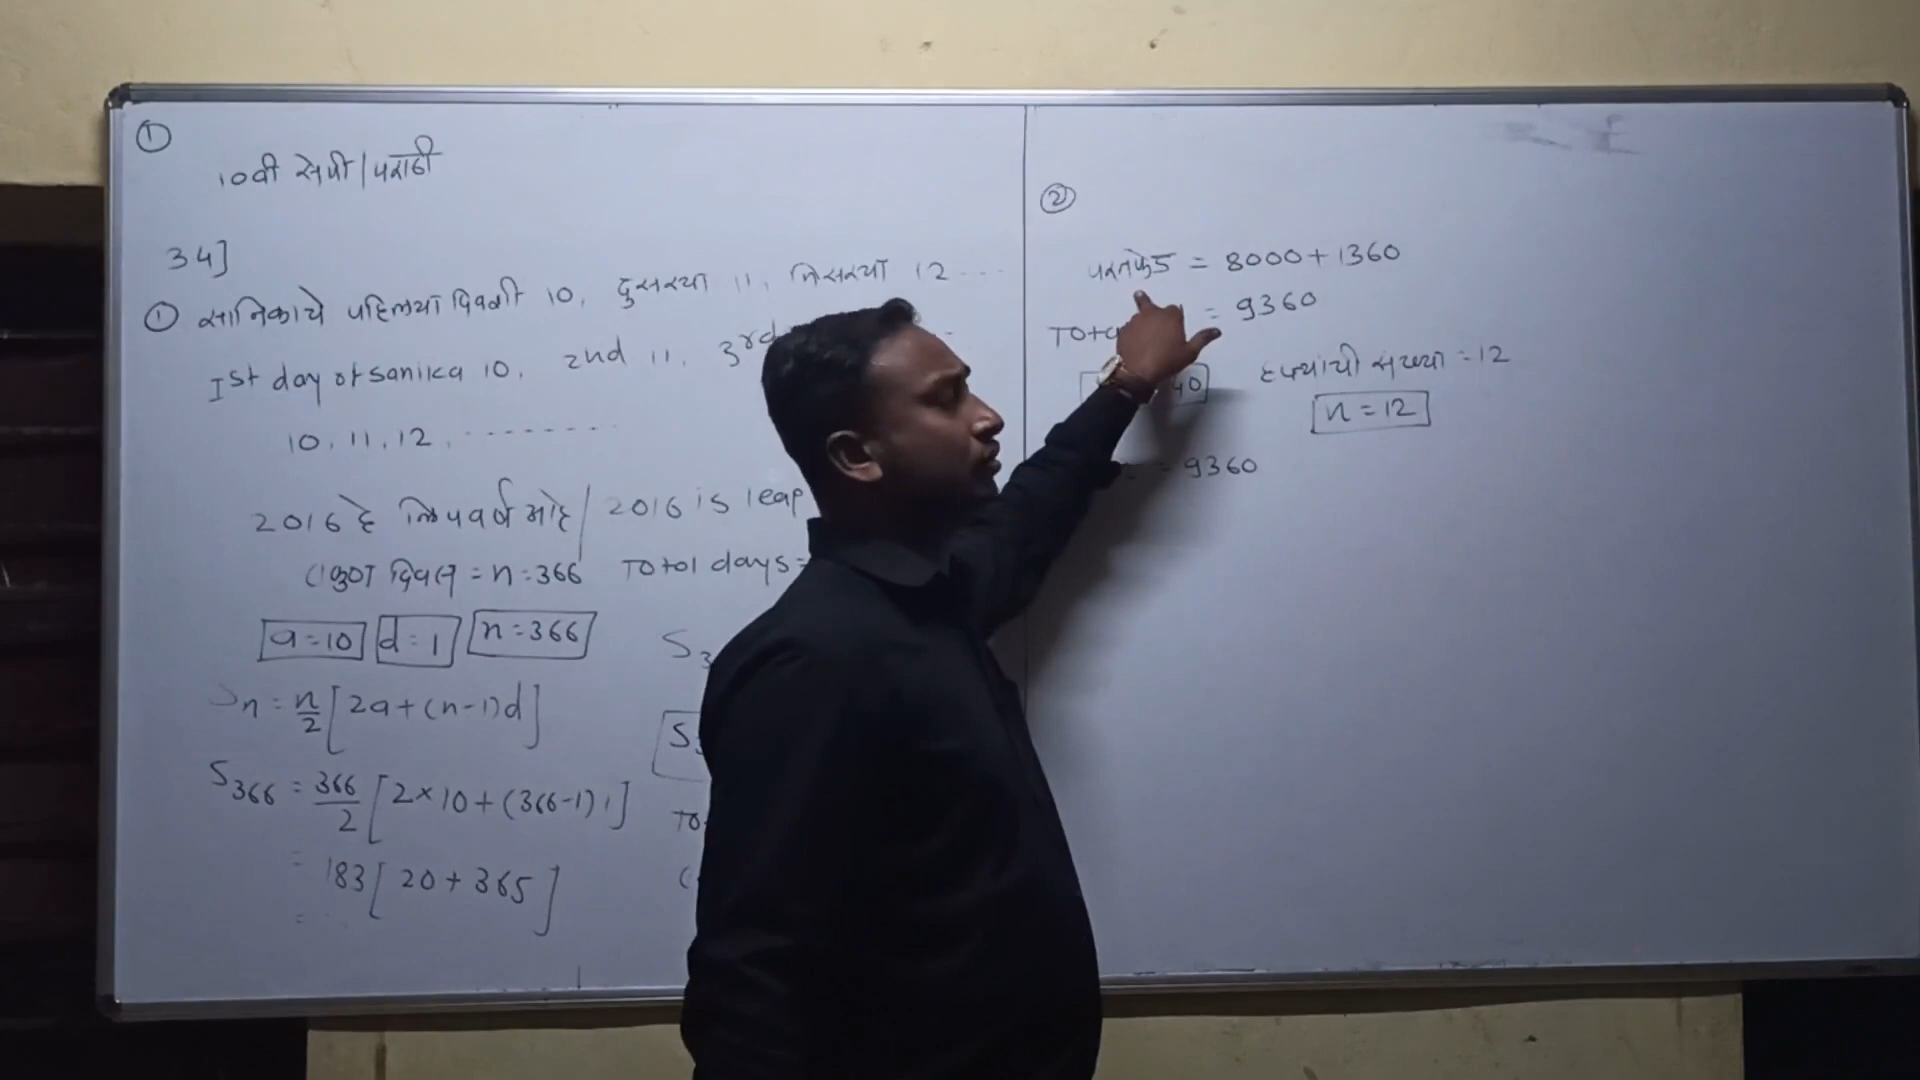 ①
10वी सेमी/मराठी
34]
① सानिकाचे पहिल्या दिवशी 10, दुसऱ्या 11, तिसऱ्या 12 ...
Ist day of sanika 10, 2nd 11, 3rd
10, 11, 12, --------
2016 हे लिपवर्ष आहे / 2016 is leap
एकूण दिवस = n = 366 Total days =
a = 10 d = 1 n = 366
Sn = n/2 [2a + (n-1)d]
S366 = 366/2 [2×10 + (366-1)1]
= 183 [20 + 365]
=
②
परतफेड = 8000 + 1360
= 9360
हप्त्यांची संख्या = 12
40
n = 12
= 9360